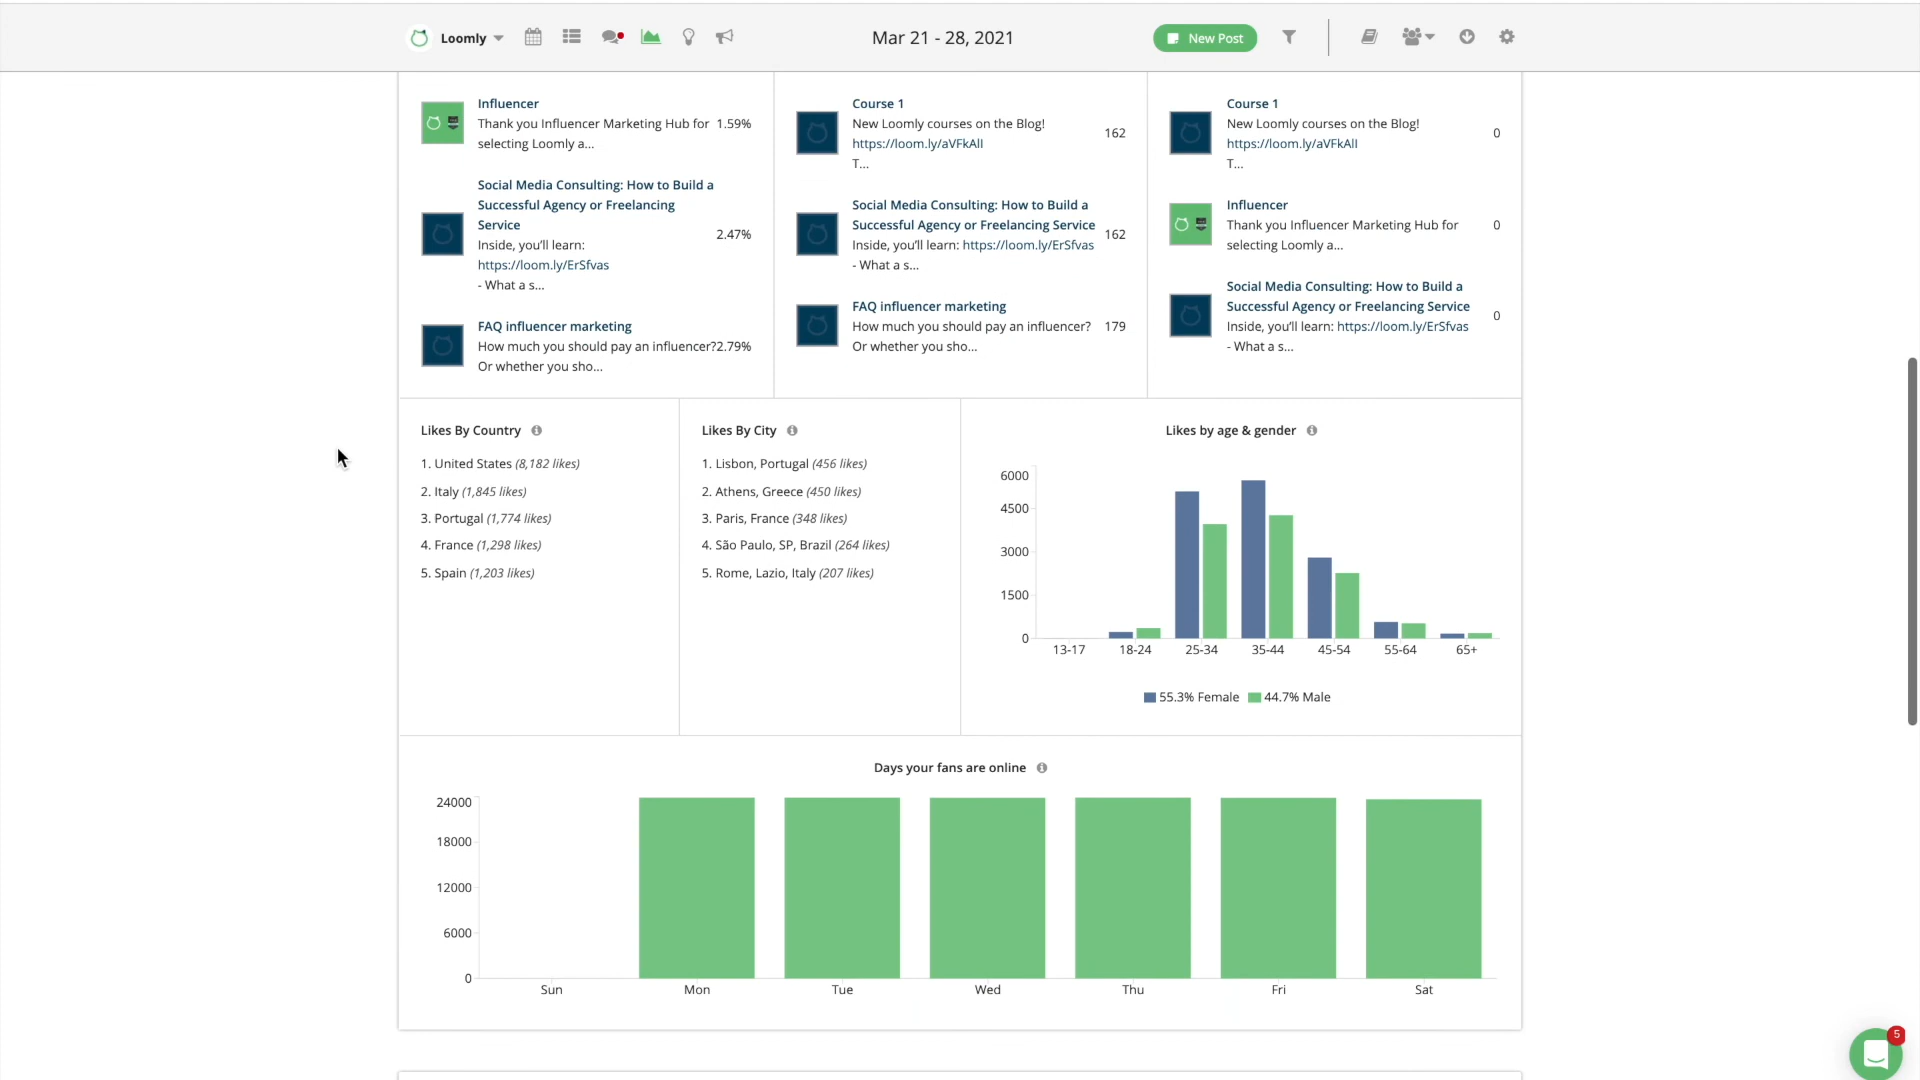 Loomly
Mar 21 - 28, 2021
New Post
Influencer
Thank you Influencer Marketing Hub for 1.59%
selecting Loomly a...
Social Media Consulting: How to Build a
Successful Agency or Freelancing
Service
Inside, you'll learn: 2.47%
https://loom.ly/ErSfvas
- What a s...
FAQ influencer marketing
How much you should pay an influencer?2.79%
Or whether you sho...
Course 1
New Loomly courses on the Blog!
https://loom.ly/aVFkAlI 162
T...
Social Media Consulting: How to Build a
Successful Agency or Freelancing Service
Inside, you'll learn: https://loom.ly/ErSfvas 162
- What a s...
FAQ influencer marketing
How much you should pay an influencer? 179
Or whether you sho...
Course 1
New Loomly courses on the Blog!
https://loom.ly/aVFkAlI 0
T...
Influencer
Thank you Influencer Marketing Hub for 0
selecting Loomly a...
Social Media Consulting: How to Build a
Successful Agency or Freelancing Service
Inside, you'll learn: https://loom.ly/ErSfvas 0
- What a s...
Likes By Country
1. United States (8,182 likes)
2. Italy (1,845 likes)
3. Portugal (1,774 likes)
4. France (1,298 likes)
5. Spain (1,203 likes)
Likes By City
1. Lisbon, Portugal (456 likes)
2. Athens, Greece (450 likes)
3. Paris, France (348 likes)
4. São Paulo, SP, Brazil (264 likes)
5. Rome, Lazio, Italy (207 likes)
Likes by age & gender
6000
4500
3000
1500
0
13-17 18-24 25-34 35-44 45-54 55-64 65+
55.3% Female 44.7% Male
Days your fans are online
24000
18000
12000
6000
0
Sun Mon Tue Wed Thu Fri Sat
5